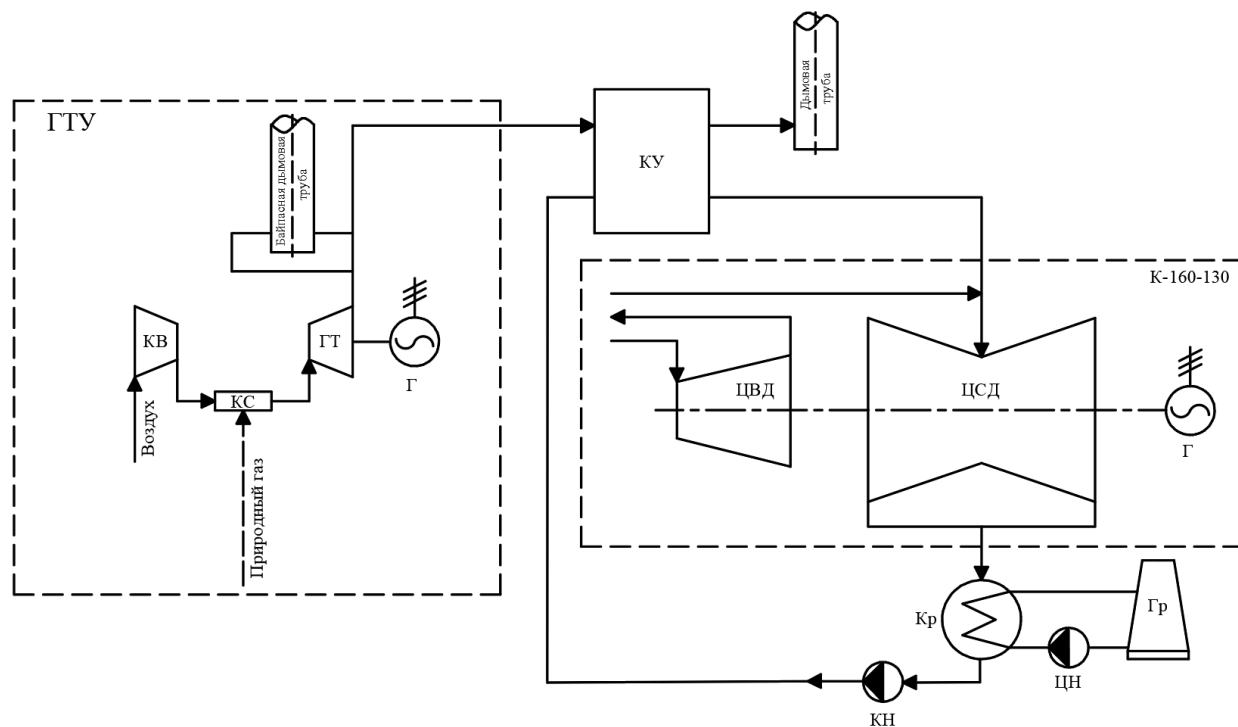 ГТУ
Байпасная дымовая
труба
Дымовая
труба
КУ
К-160-130
КВ
ГТ
Г
КС
Воздух
Природный газ
ЦВД
ЦСД
Г
Кр
Гр
ЦН
КН